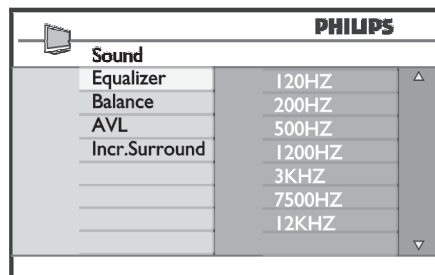 PHILIPS
Sound
Equalizer
Balance
AVL
Incr.Surround
120HZ
200HZ
500HZ
1200HZ
3KHZ
7500HZ
12KHZ